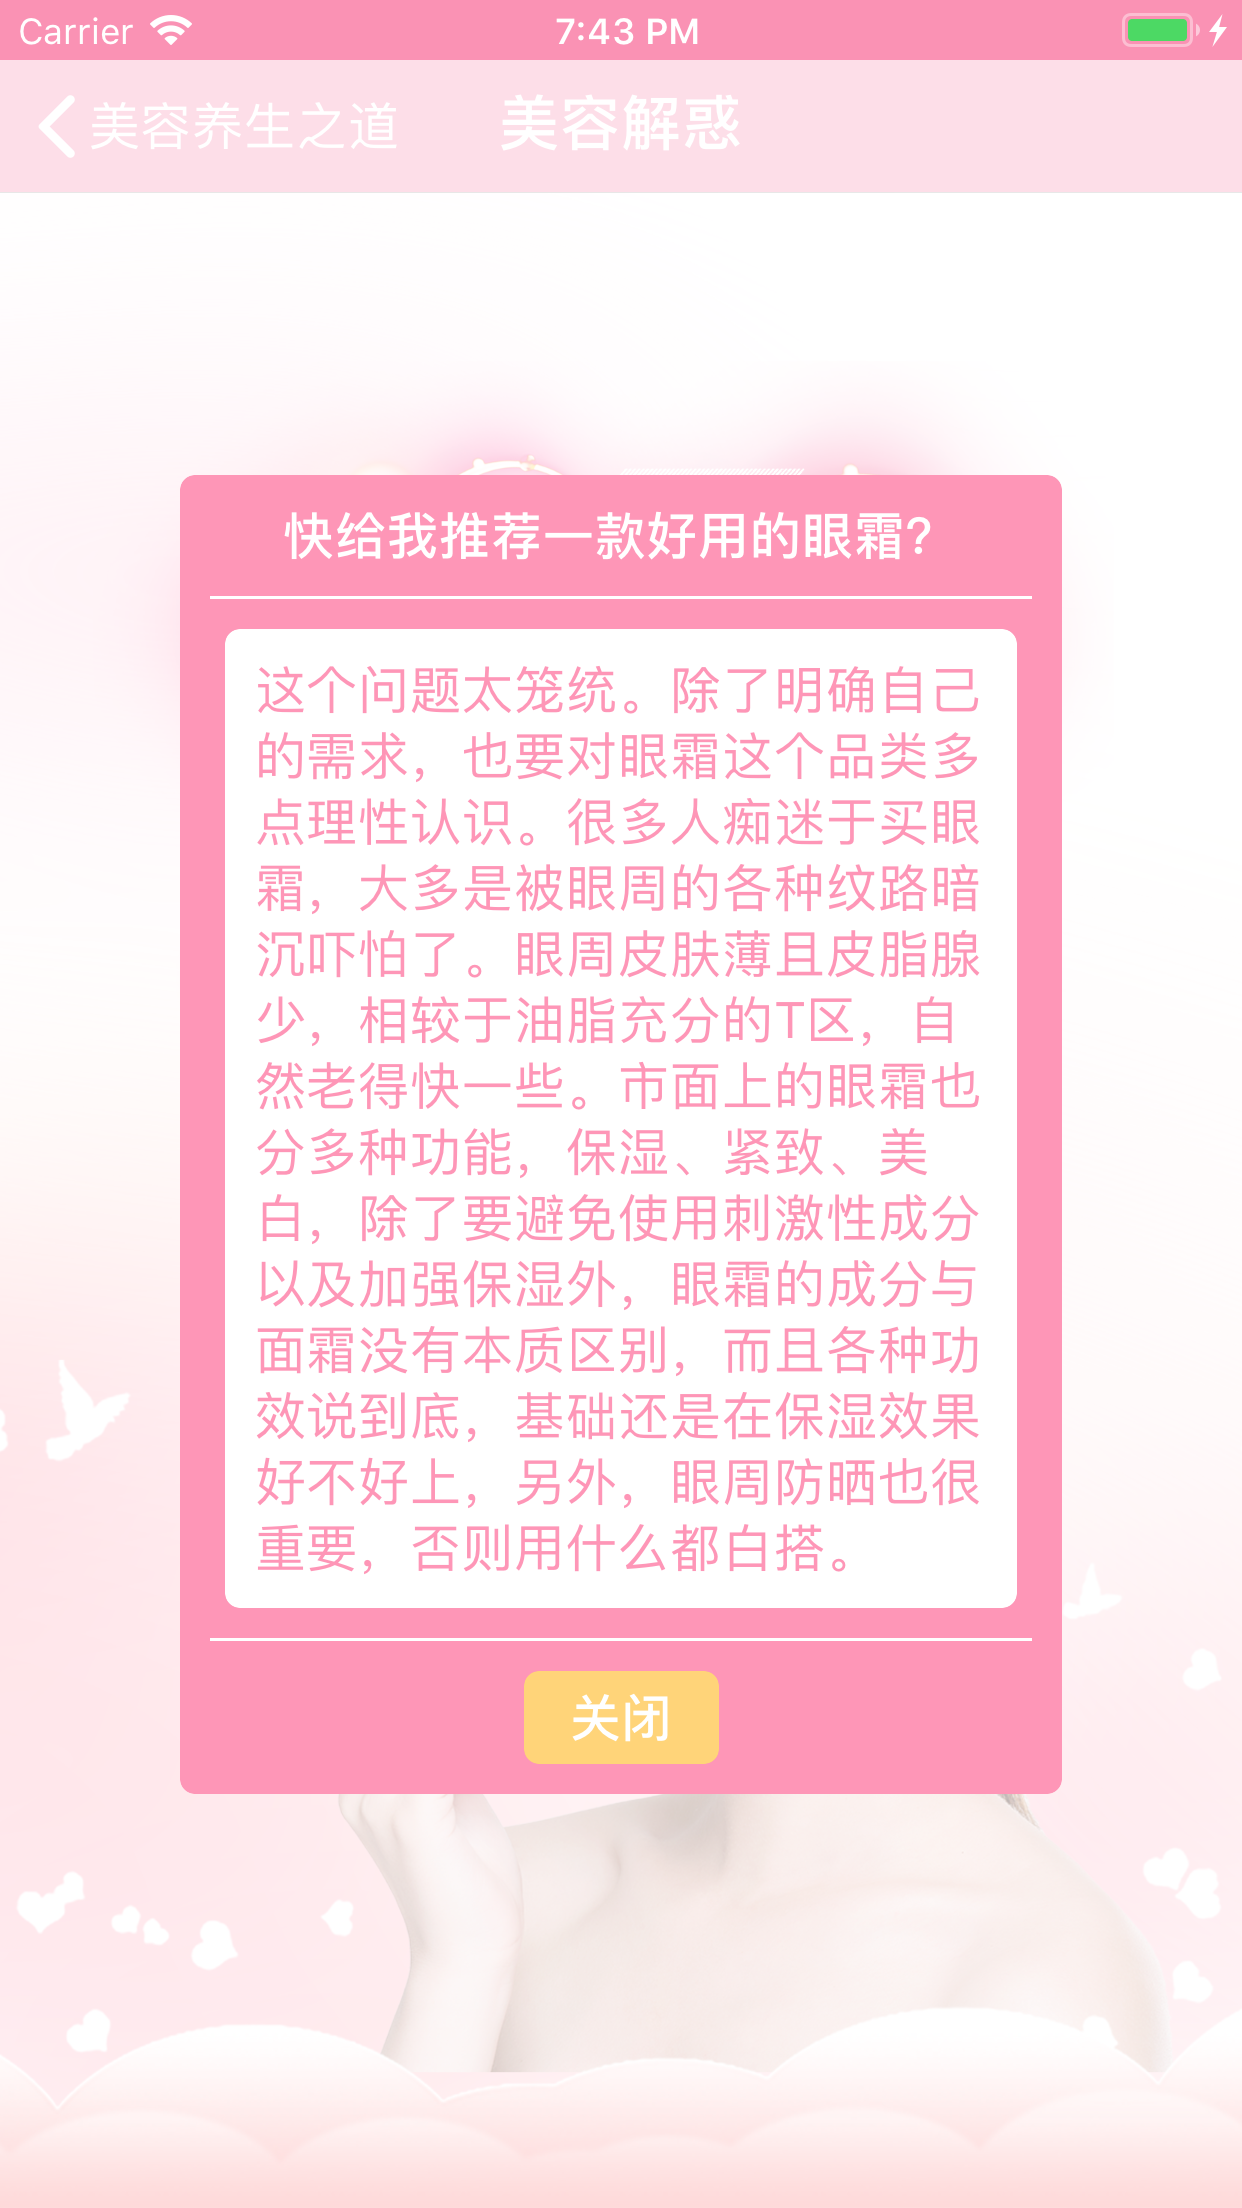 Carrier
7:43 PM
美容养生之道
美容解惑
快给我推荐一款好用的眼霜?
这个问题太笼统。除了明确自己
的需求，也要对眼霜这个品类多
点理性认识。很多人痴迷于买眼
霜，大多是被眼周的各种纹路暗
沉吓怕了。眼周皮肤薄且皮脂腺
少，相较于油脂充分的T区，自
然老得快一些。市面上的眼霜也
分多种功能，保湿、紧致、美
白，除了要避免使用刺激性成分
以及加强保湿外，眼霜的成分与
面霜没有本质区别，而且各种功
效说到底，基础还是在保湿效果
好不好上，另外，眼周防晒也很
重要，否则用什么都白搭。
关闭